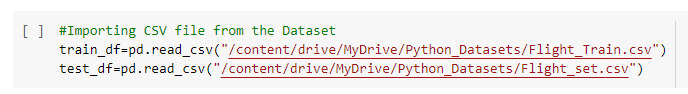 [ ] #Importing CSV file from the Dataset
train_df=pd.read_csv("/content/drive/MyDrive/Python_Datasets/Flight_Train.csv")
test_df=pd.read_csv("/content/drive/MyDrive/Python_Datasets/Flight_set.csv")